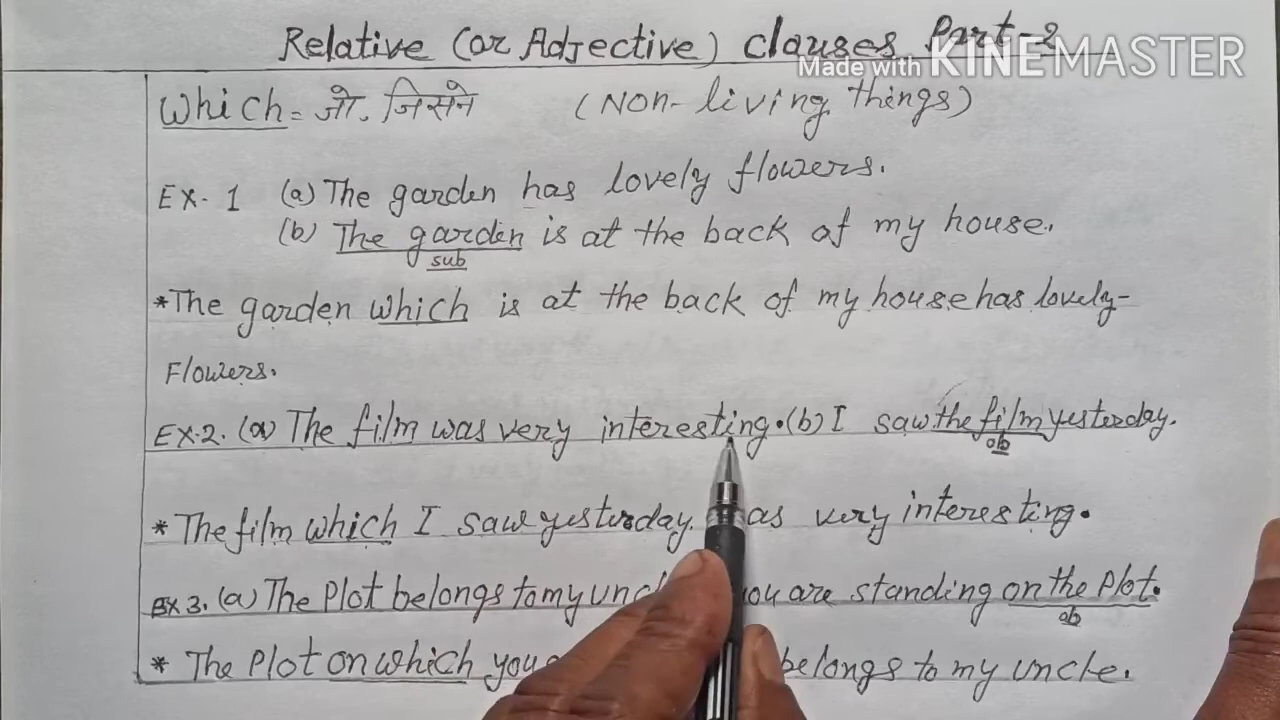 Relative (or Adjective) Clauses Part-2
Made with KINEMASTER
Which = जो, जिसने (Non-living things)
EX. 1 (a) The garden has lovely flowers.
(b) The garden is at the back of my house.
sub
*The garden which is at the back of my house has lovely-
Flowers.
EX.2. (a) The film was very interesting. (b) I saw the film yesterday.
ob
* The film which I saw yesterday. as very interesting.
EX 3. (a) The Plot belongs to my unc ou are standing on the Plot.
ob
* The Plot on which you belongs to my uncle.